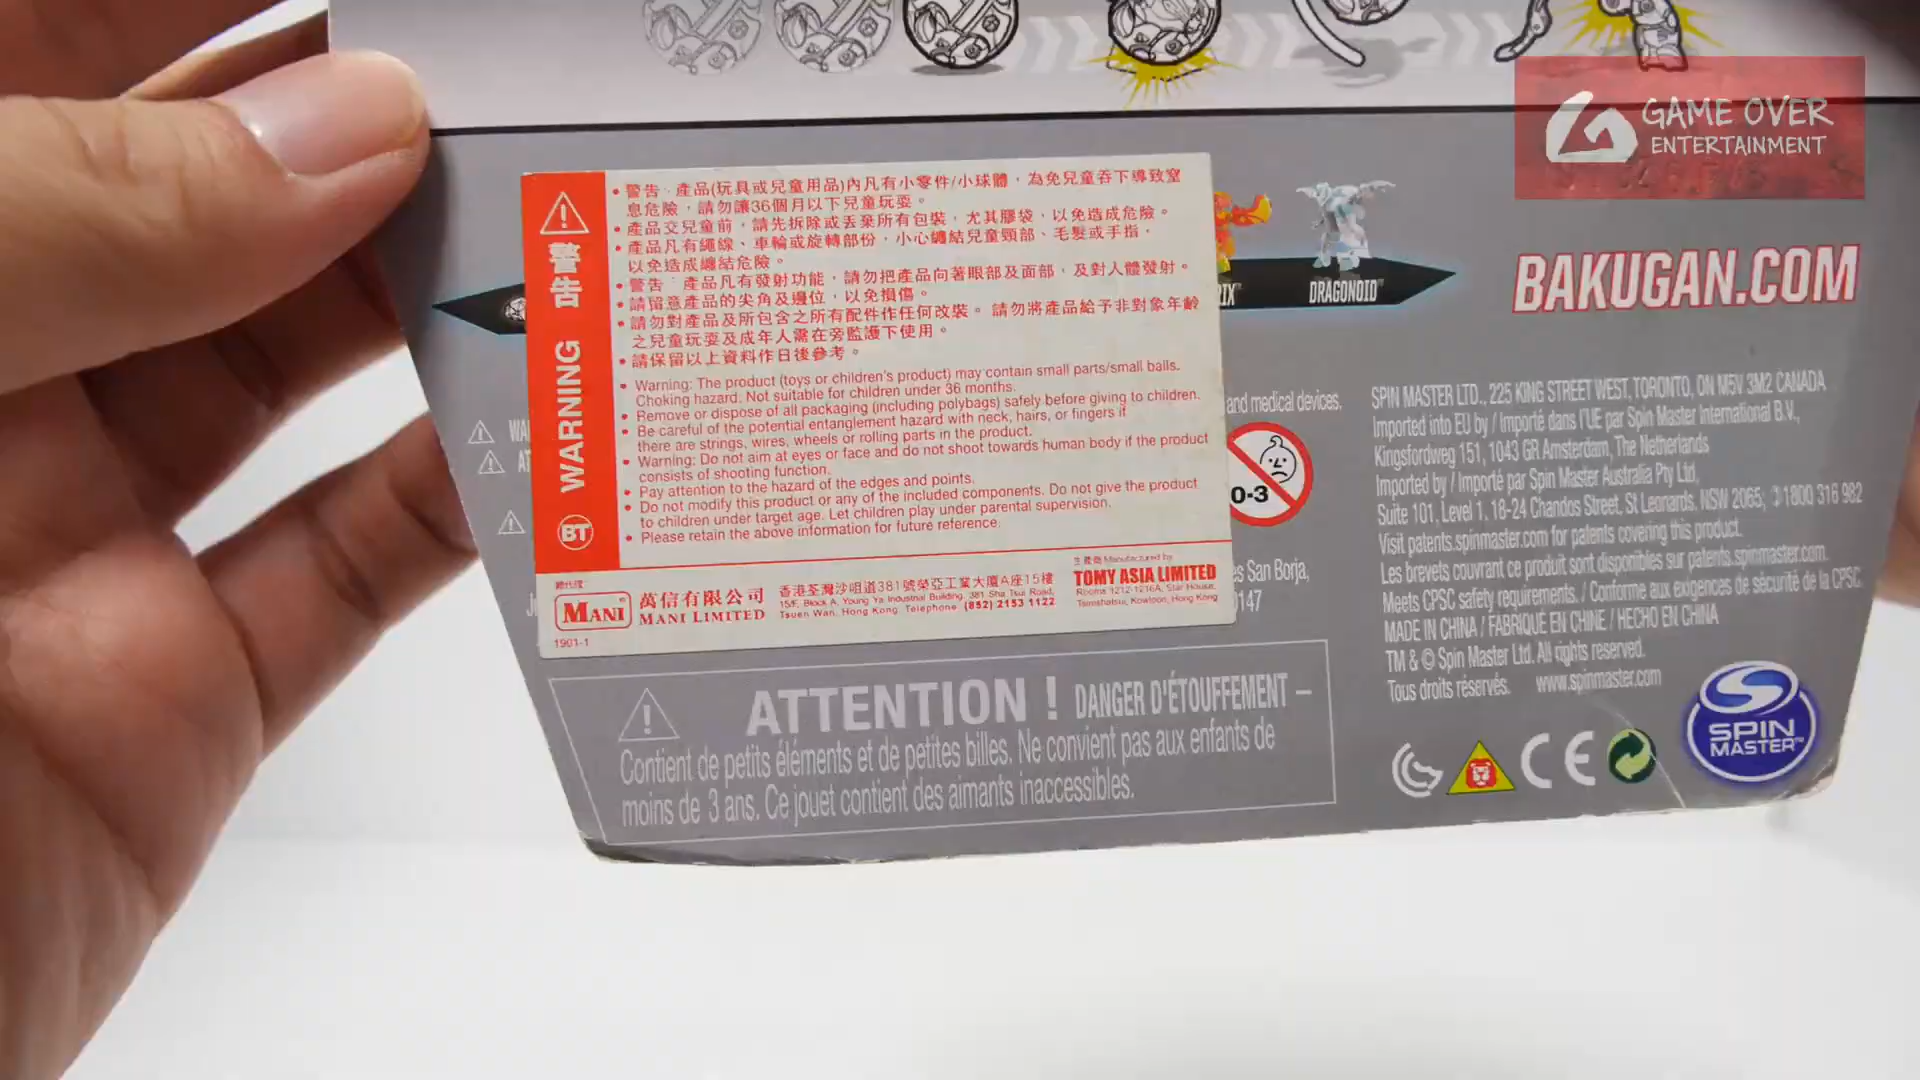 GAME OVER
ENTERTAINMENT
警告
WARNING
BT
• 警告：產品(玩具或兒童用品)內凡有小零件/小球體，為免兒童吞下導致窒
息危險，請勿讓36個月以下兒童玩耍。
• 產品交兒童前，請先拆除或丟棄所有包裝，尤其膠袋，以免造成危險。
• 產品凡有繩線、車輪或旋轉部份，小心纏結兒童頸部、毛髮或手指，
以免造成纏結危險。
• 警告：產品凡有發射功能，請勿把產品向著眼部及面部，及對人體發射。
• 請留意產品的尖角及邊位，以免損傷。
• 請勿對產品及所包含之所有配件作任何改裝。請勿將產品給予非對象年齡
之兒童玩耍及成年人需在旁監護下使用。
• 請保留以上資料作日後參考。
• Warning: The product (toys or children's product) may contain small parts/small balls.
Choking hazard. Not suitable for children under 36 months.
• Remove or dispose of all packaging (including polybags) safely before giving to children.
• Be careful of the potential entanglement hazard with neck, hairs, or fingers if
there are strings, wires, wheels or rolling parts in the product.
• Warning: Do not aim at eyes or face and do not shoot towards human body if the product
consists of shooting function.
• Pay attention to the hazard of the edges and points.
• Do not modify this product or any of the included components. Do not give the product
to children under target age. Let children play under parental supervision.
• Please retain the above information for future reference.
總代理:
MANI®
萬信有限公司
MANI LIMITED
香港荃灣沙咀道381號榮亞工業大廈A座15樓
15/F, Block A, Young Ya Industrial Building, 381 Sha Tsui Road,
Tsuen Wan, Hong Kong. Telephone (852) 2153 1122
生產商 Manufactured by
TOMY ASIA LIMITED
Rooms 1212-1216A, Star House,
Tsimshatsui, Kowloon, Hong Kong
1901-1
RIX™
DRAGONOID™
BAKUGAN.COM
WA
AT
and medical devices.
0-3
es San Borja,
0147
SPIN MASTER LTD., 225 KING STREET WEST, TORONTO, ON M5V 3M2 CANADA
Imported into EU by / Importé dans l'UE par Spin Master International B.V.,
Kingsfordweg 151, 1043 GR Amsterdam, The Netherlands
Imported by / Importé par Spin Master Australia Pty Ltd,
Suite 101, Level 1, 18-24 Chandos Street, St Leonards, NSW 2065, 1800 316 982
Visit patents.spinmaster.com for patents covering this product.
Les brevets couvrant ce produit sont disponibles sur patents.spinmaster.com.
Meets CPSC safety requirements. / Conforme aux exigences de sécurité de la CPSC
MADE IN CHINA / FABRIQUÉ EN CHINE / HECHO EN CHINA
TM & © Spin Master Ltd. All rights reserved.
Tous droits réservés. www.spinmaster.com
CE
SPIN
MASTER™
ATTENTION ! DANGER D'ÉTOUFFEMENT –
Contient de petits éléments et de petites billes. Ne convient pas aux enfants de
moins de 3 ans. Ce jouet contient des aimants inaccessibles.